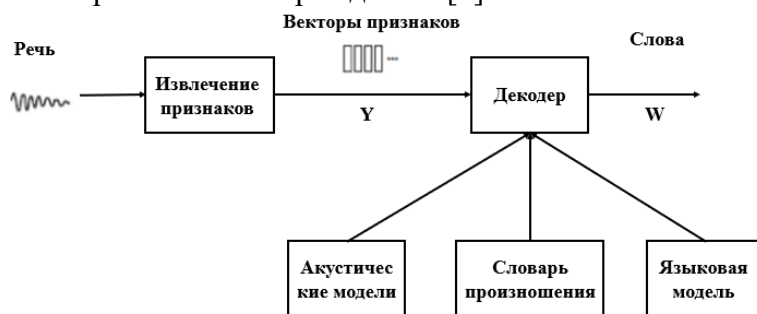 Векторы признаков
Речь
Слова
Извлечение
признаков
Декодер
Y
W
Акустичес
кие модели
Словарь
произношения
Языковая
модель